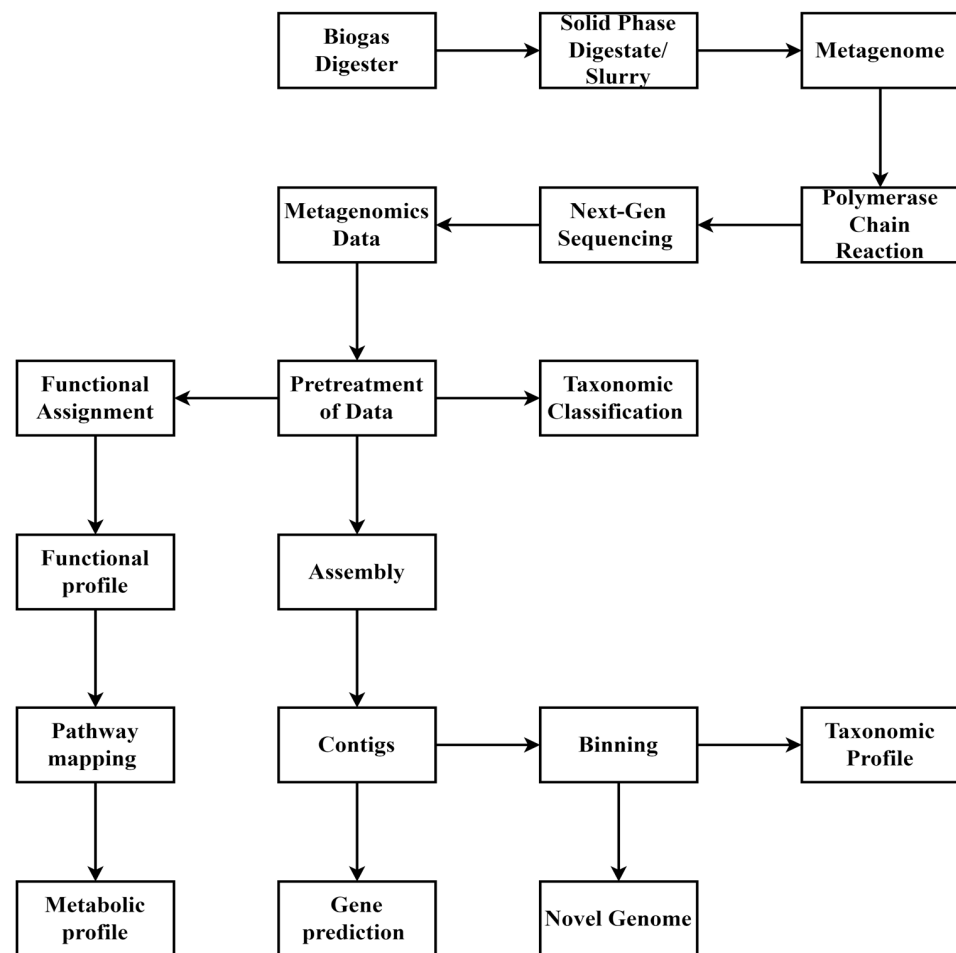 Biogas
Digester
Solid Phase
Digestate/
Slurry
Metagenome
Metagenomics
Data
Next-Gen
Sequencing
Polymerase
Chain
Reaction
Functional
Assignment
Pretreatment
of Data
Taxonomic
Classification
Functional
profile
Assembly
Pathway
mapping
Contigs
Binning
Taxonomic
Profile
Metabolic
profile
Gene
prediction
Novel Genome